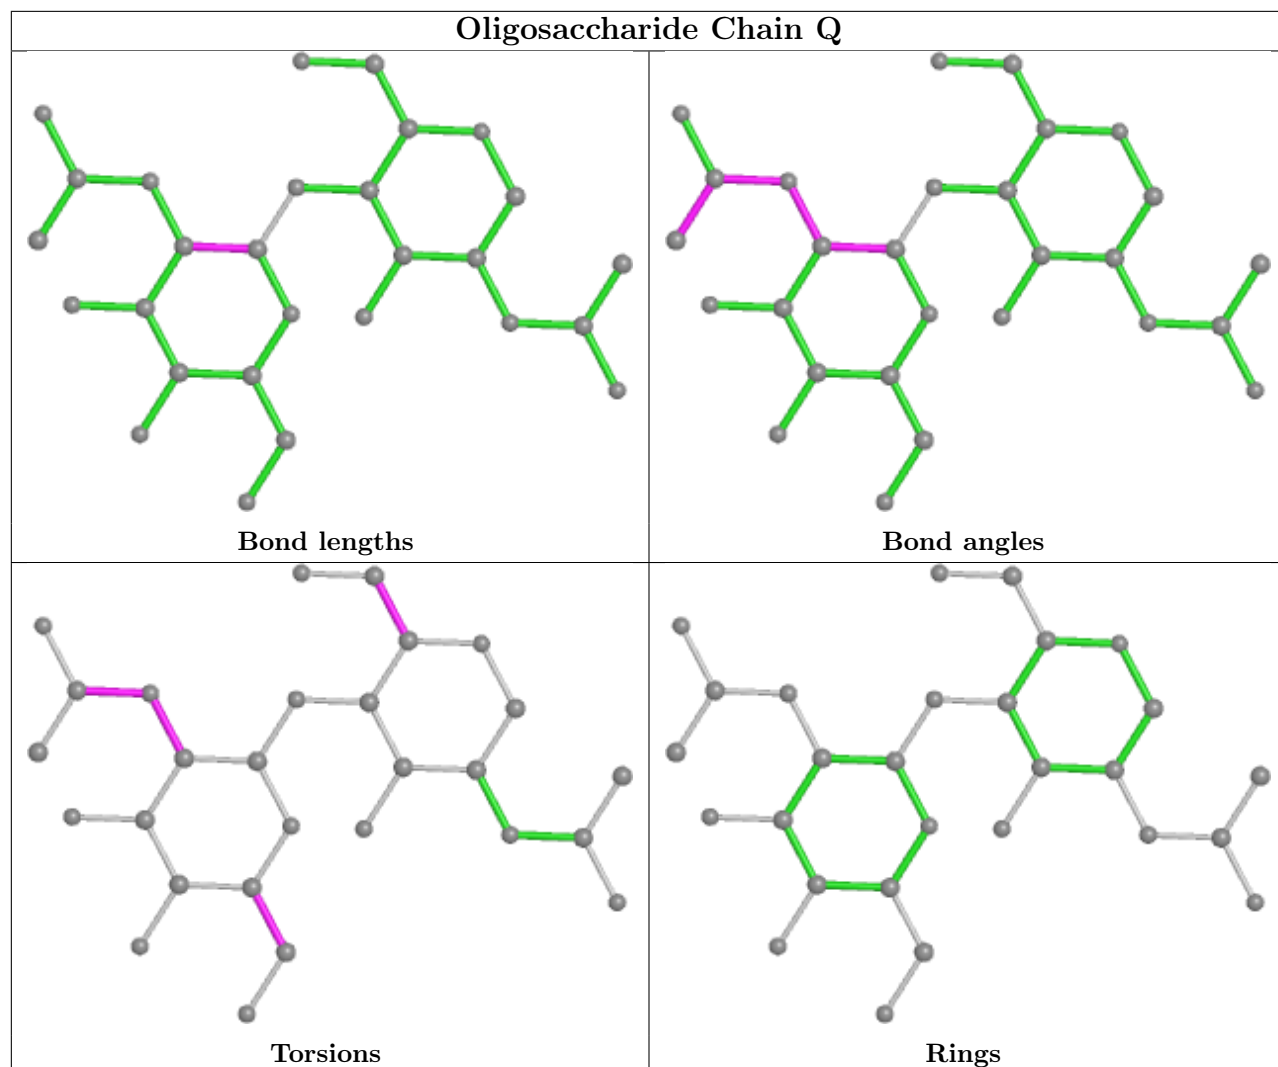 Oligosaccharide Chain Q
Bond lengths
Bond angles
Torsions
Rings